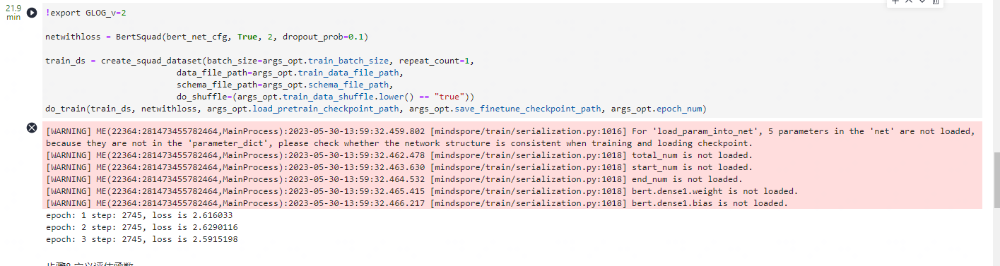 21.9
min
!export GLOG_v=2
netwithloss = BertSquad(bert_net_cfg, True, 2, dropout_prob=0.1)
train_ds = create_squad_dataset(batch_size=args_opt.train_batch_size, repeat_count=1,
data_file_path=args_opt.train_data_file_path,
schema_file_path=args_opt.schema_file_path,
do_shuffle=(args_opt.train_data_shuffle.lower() == "true"))
do_train(train_ds, netwithloss, args_opt.load_pretrain_checkpoint_path, args_opt.save_finetune_checkpoint_path, args_opt.epoch_num)
[WARNING] ME(22364:281473455782464,MainProcess):2023-05-30-13:59:32.459.802 [mindspore/train/serialization.py:1016] For 'load_param_into_net', 5 parameters in the 'net' are not loaded,
because they are not in the 'parameter_dict', please check whether the network structure is consistent when training and loading checkpoint.
[WARNING] ME(22364:281473455782464,MainProcess):2023-05-30-13:59:32.462.478 [mindspore/train/serialization.py:1018] total_num is not loaded.
[WARNING] ME(22364:281473455782464,MainProcess):2023-05-30-13:59:32.463.630 [mindspore/train/serialization.py:1018] start_num is not loaded.
[WARNING] ME(22364:281473455782464,MainProcess):2023-05-30-13:59:32.464.532 [mindspore/train/serialization.py:1018] end_num is not loaded.
[WARNING] ME(22364:281473455782464,MainProcess):2023-05-30-13:59:32.465.415 [mindspore/train/serialization.py:1018] bert.dense1.weight is not loaded.
[WARNING] ME(22364:281473455782464,MainProcess):2023-05-30-13:59:32.466.217 [mindspore/train/serialization.py:1018] bert.dense1.bias is not loaded.
epoch: 1 step: 2745, loss is 2.616033
epoch: 2 step: 2745, loss is 2.6290116
epoch: 3 step: 2745, loss is 2.5915198